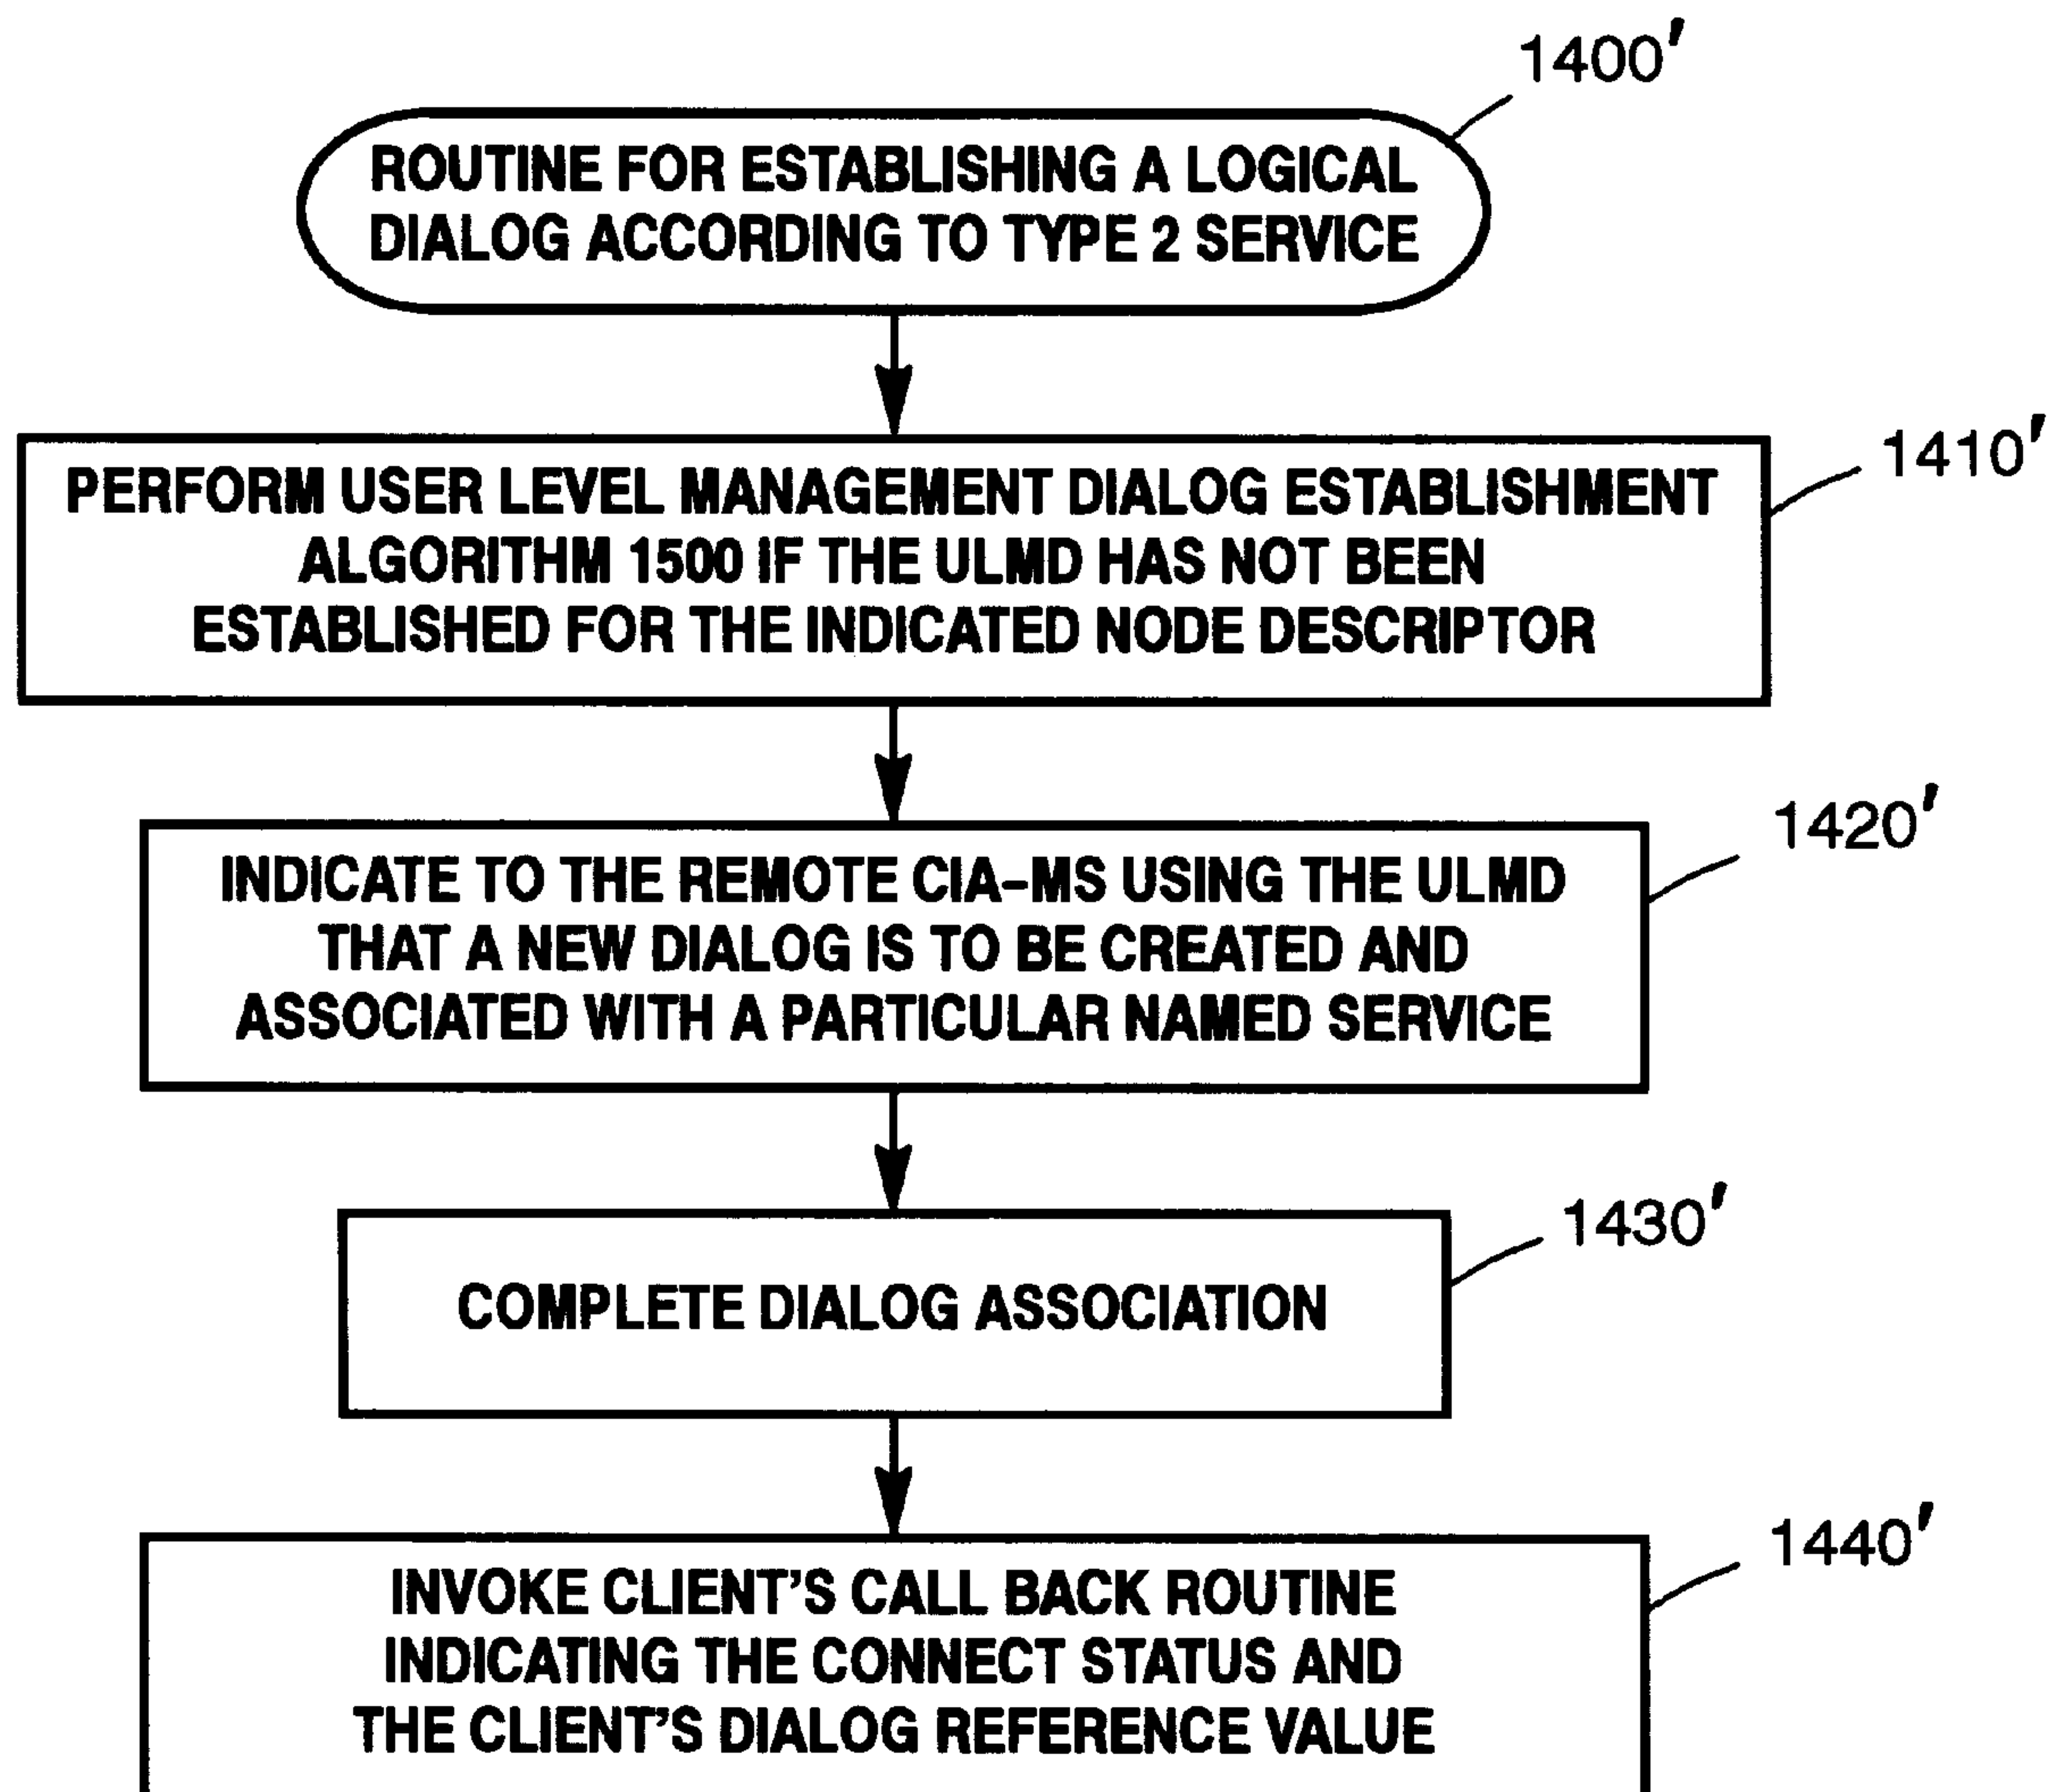 1400'
ROUTINE FOR ESTABLISHING A LOGICAL
DIALOG ACCORDING TO TYPE 2 SERVICE
1410'
PERFORM USER LEVEL MANAGEMENT DIALOG ESTABLISHMENT
ALGORITHM 1500 IF THE ULMD HAS NOT BEEN
ESTABLISHED FOR THE INDICATED NODE DESCRIPTOR
1420'
INDICATE TO THE REMOTE CIA–MS USING THE ULMD
THAT A NEW DIALOG IS TO BE CREATED AND
ASSOCIATED WITH A PARTICULAR NAMED SERVICE
1430'
COMPLETE DIALOG ASSOCIATION
1440'
INVOKE CLIENT'S CALL BACK ROUTINE
INDICATING THE CONNECT STATUS AND
THE CLIENT'S DIALOG REFERENCE VALUE